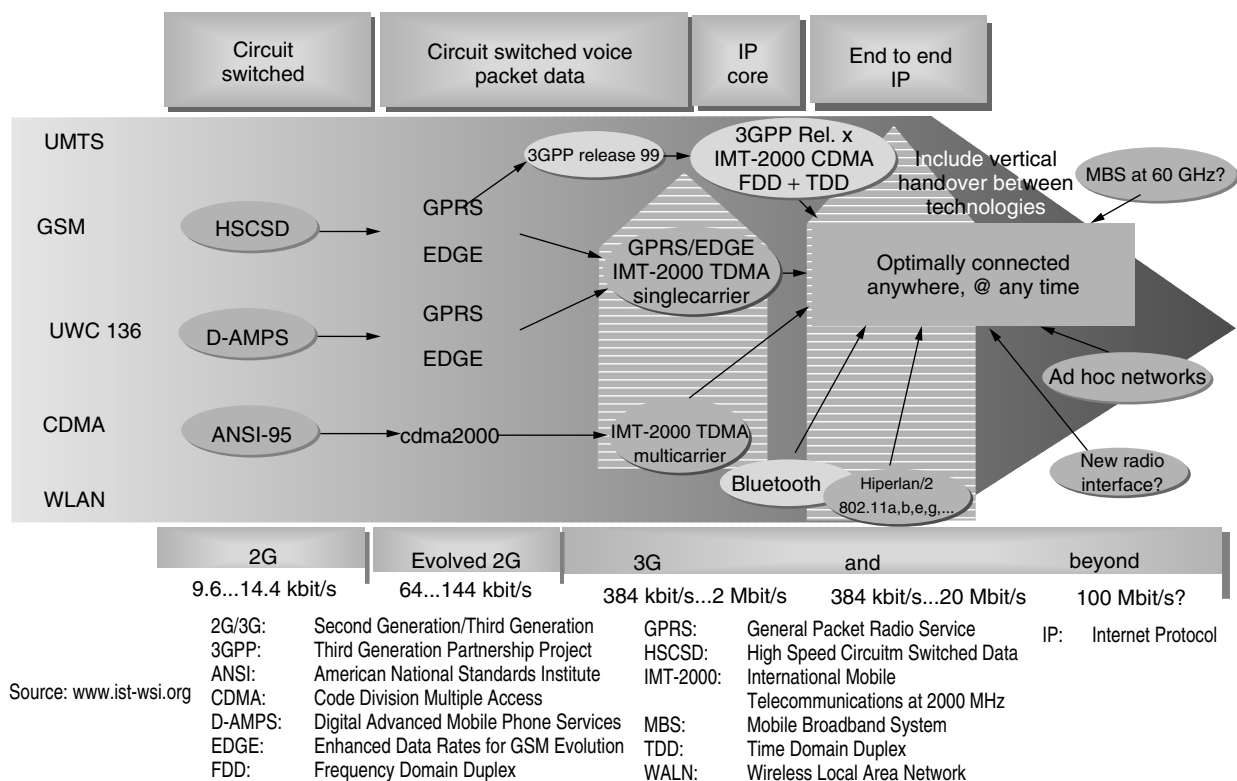 Circuit
switched
Circuit switched voice
packet data
IP
core
End to end
IP
UMTS
GSM
UWC 136
CDMA
WLAN
HSCSD
D-AMPS
ANSI-95
GPRS
EDGE
GPRS
EDGE
cdma2000
3GPP release 99
3GPP Rel. x
IMT-2000 CDMA
FDD + TDD
GPRS/EDGE
IMT-2000 TDMA
singlecarrier
IMT-2000 TDMA
multicarrier
Include vertical
handover between
technologies
MBS at 60 GHz?
Optimally connected
anywhere, @ any time
Ad hoc networks
New radio
interface?
Bluetooth
Hiperlan/2
802.11a,b,e,g,...
2G
Evolved 2G
3G
and
beyond
9.6...14.4 kbit/s
64...144 kbit/s
384 kbit/s...2 Mbit/s
384 kbit/s...20 Mbit/s
100 Mbit/s?
Source: www.ist-wsi.org
2G/3G: Second Generation/Third Generation
3GPP: Third Generation Partnership Project
ANSI: American National Standards Institute
CDMA: Code Division Multiple Access
D-AMPS: Digital Advanced Mobile Phone Services
EDGE: Enhanced Data Rates for GSM Evolution
FDD: Frequency Domain Duplex
GPRS: General Packet Radio Service
HSCSD: High Speed Circuitm Switched Data
IMT-2000: International Mobile
Telecommunications at 2000 MHz
MBS: Mobile Broadband System
TDD: Time Domain Duplex
WALN: Wireless Local Area Network
IP: Internet Protocol